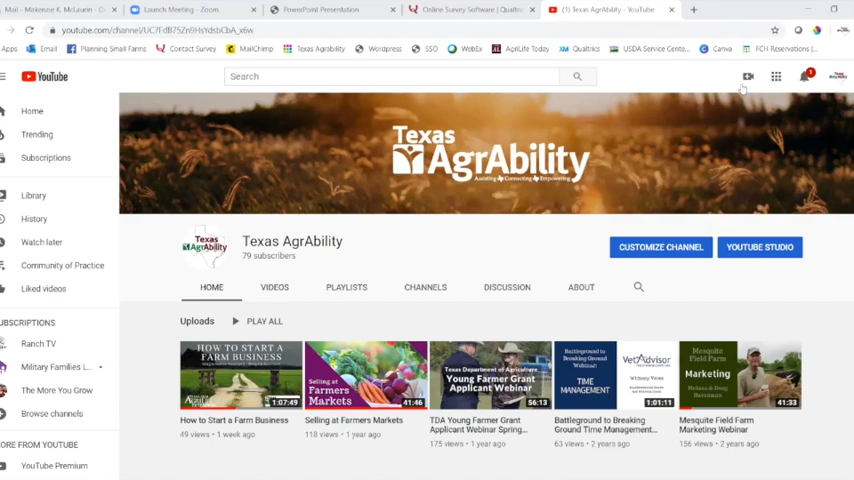 Mail - Makenzie K. McLaurin - O
Launch Meeting - Zoom
PowerPoint Presentation
Online Survey Software | Qualtri
(1) Texas AgrAbility - YouTube
youtube.com/channel/
Apps
Email
Planning Small Farms
Contact Survey
MailChimp
Texas Agrability
Wordpress
SSO
WebEx
AgriLife Today
Qualtrics
USDA Service Cente...
Canva
FCH Reservations |...
YouTube
Search
1
Home
Trending
Subscriptions
Library
History
Watch later
Community of Practice
Liked videos
UBSCRIPTIONS
Ranch TV
Military Families L...
The More You Grow
Browse channels
MORE FROM YOUTUBE
YouTube Premium
Texas
AgrAbility
Assisting • Connecting • Empowering
Texas
AgrAbility
Texas AgrAbility
79 subscribers
CUSTOMIZE CHANNEL
YOUTUBE STUDIO
HOME
VIDEOS
PLAYLISTS
CHANNELS
DISCUSSION
ABOUT
Uploads
PLAY ALL
HOW TO START A
FARM BUSINESS
1:07:49
How to Start a Farm Business
49 views • 1 week ago
Selling at
Farmers
Markets
41:46
Selling at Farmers Markets
118 views • 1 year ago
Texas Department of Agriculture
Young Farmer Grant
Applicant Webinar
56:13
TDA Young Farmer Grant
Applicant Webinar Spring...
175 views • 1 year ago
Battleground to
Breaking Ground
Webinar:
TIME
MANAGEMENT
VetAdvisor
Whitney Vores
1:01:11
Battleground to Breaking
Ground Time Management...
63 views • 2 years ago
Mesquite
Field Farm
Marketing
41:33
Mesquite Field Farm
Marketing Webinar
156 views • 2 years ago